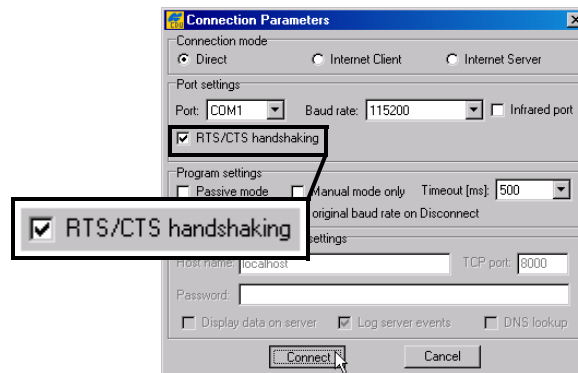 Connection Parameters
Connection mode
Direct Internet Client Internet Server
Port settings
Port: COM1 Baud rate: 115200 Infrared port
RTS/CTS handshaking
Program settings
Passive mode Manual mode only Timeout [ms]: 500
RTS/CTS handshaking
original baud rate on Disconnect
settings
Host name: localhost TCP port: 8000
Password:
Display data on server Log server events DNS lookup
Connect Cancel